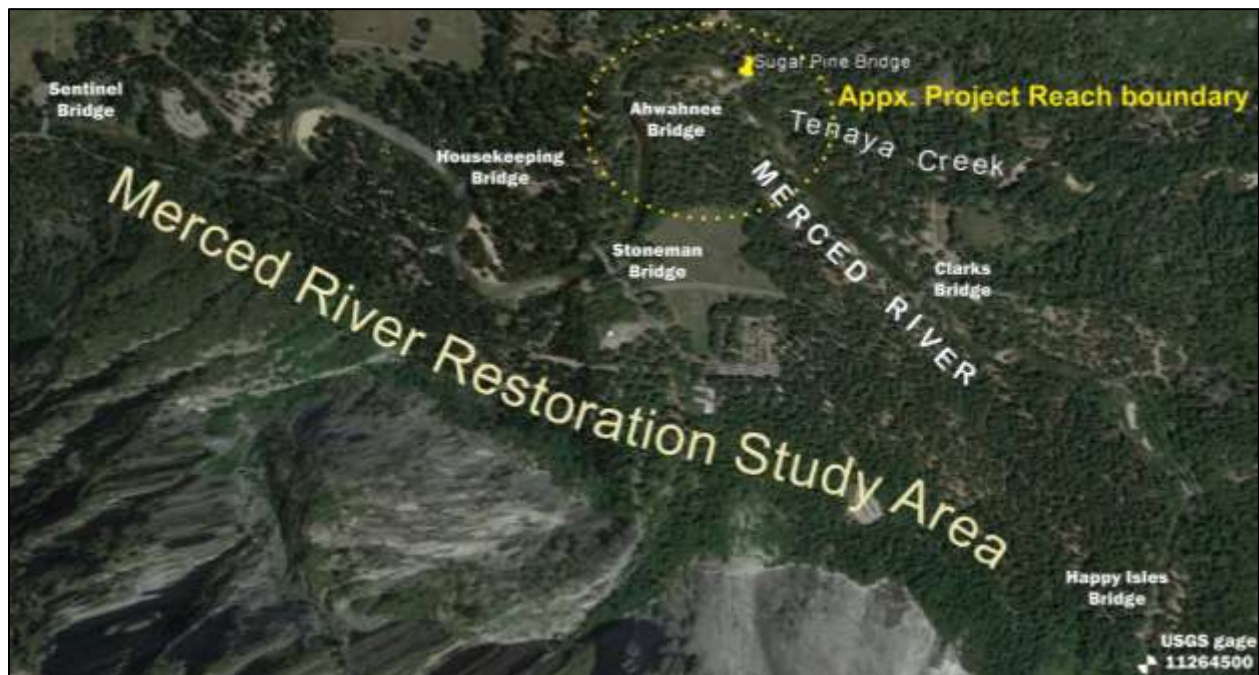 Sentinel
Bridge
Sugar Pine Bridge
Appx. Project Reach boundary
Ahwahnee
Bridge
Tenaya Creek
Housekeeping
Bridge
MERCED RIVER
Stoneman
Bridge
Clarks
Bridge
Merced River Restoration Study Area
Happy Isles
Bridge
USGS gage
11264500